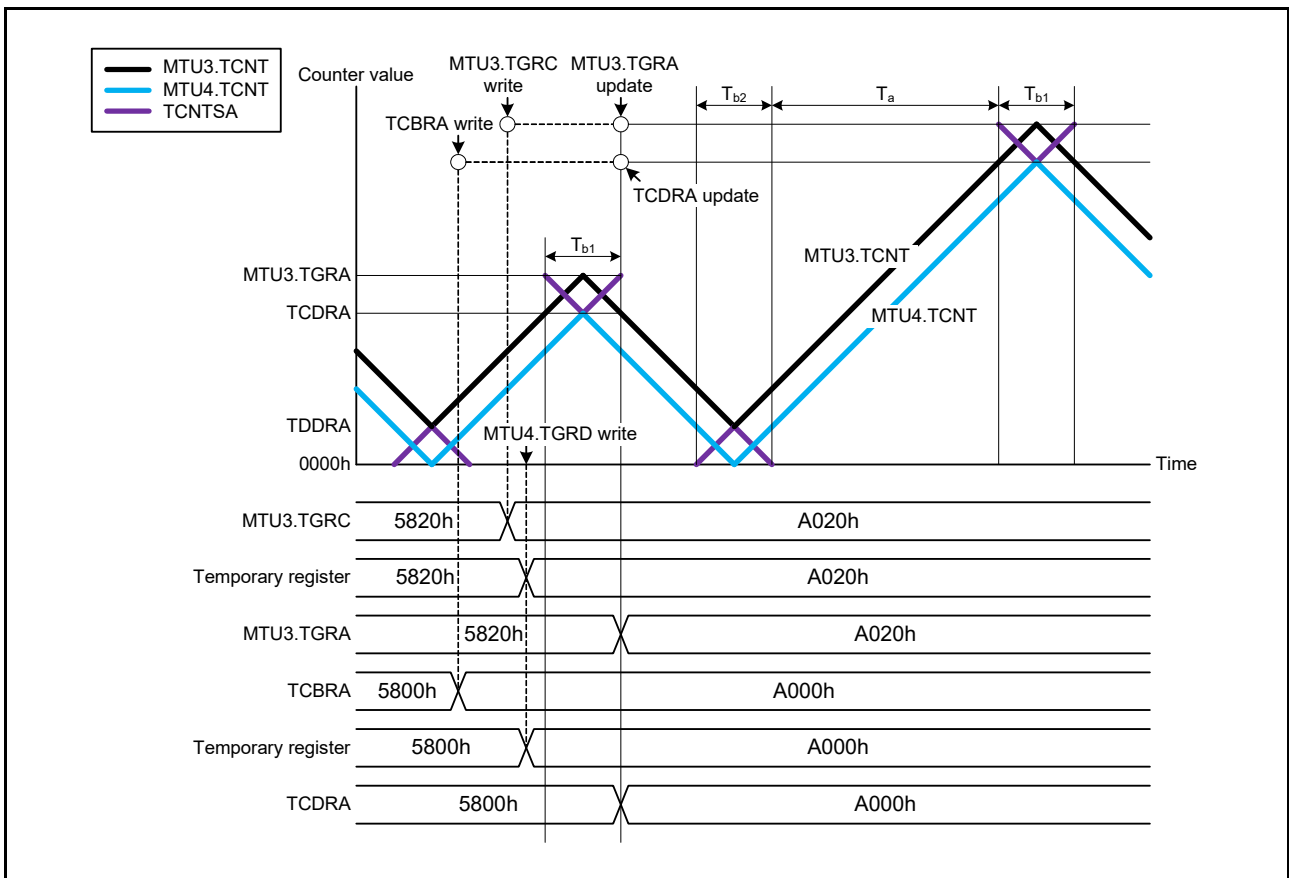 MTU3.TCNT
MTU4.TCNT
TCNTSA
Counter value
MTU3.TGRC
write
MTU3.TGRA
update
TCBRA write
TCDRA update
Tb2
Ta
Tb1
Tb1
MTU3.TCNT
MTU4.TCNT
MTU3.TGRA
TCDRA
TDDRA
MTU4.TGRD write
0000h
Time
MTU3.TGRC 5820h A020h
Temporary register 5820h A020h
MTU3.TGRA 5820h A020h
TCBRA 5800h A000h
Temporary register 5800h A000h
TCDRA 5800h A000h